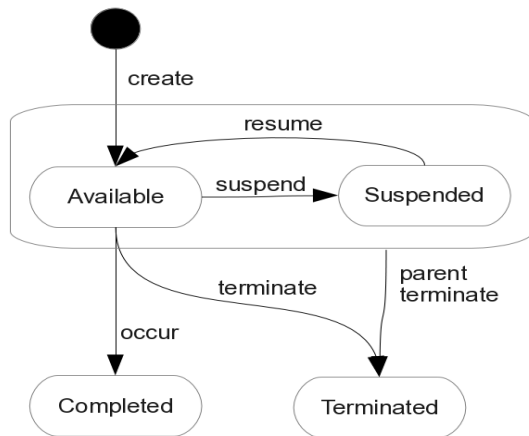 create
resume
Available
suspend
Suspended
terminate
parent
terminate
occur
Completed
Terminated